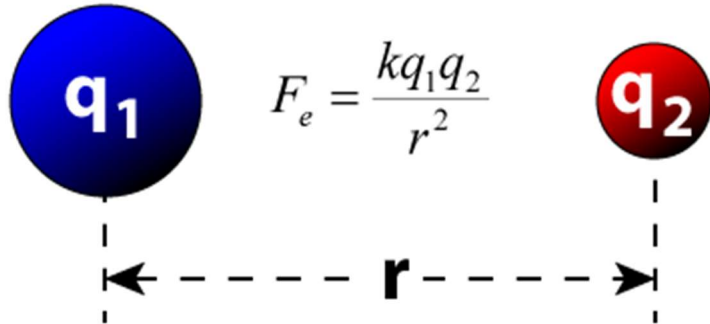 q₁
Fₑ = kq₁q₂ / r²
q₂
r